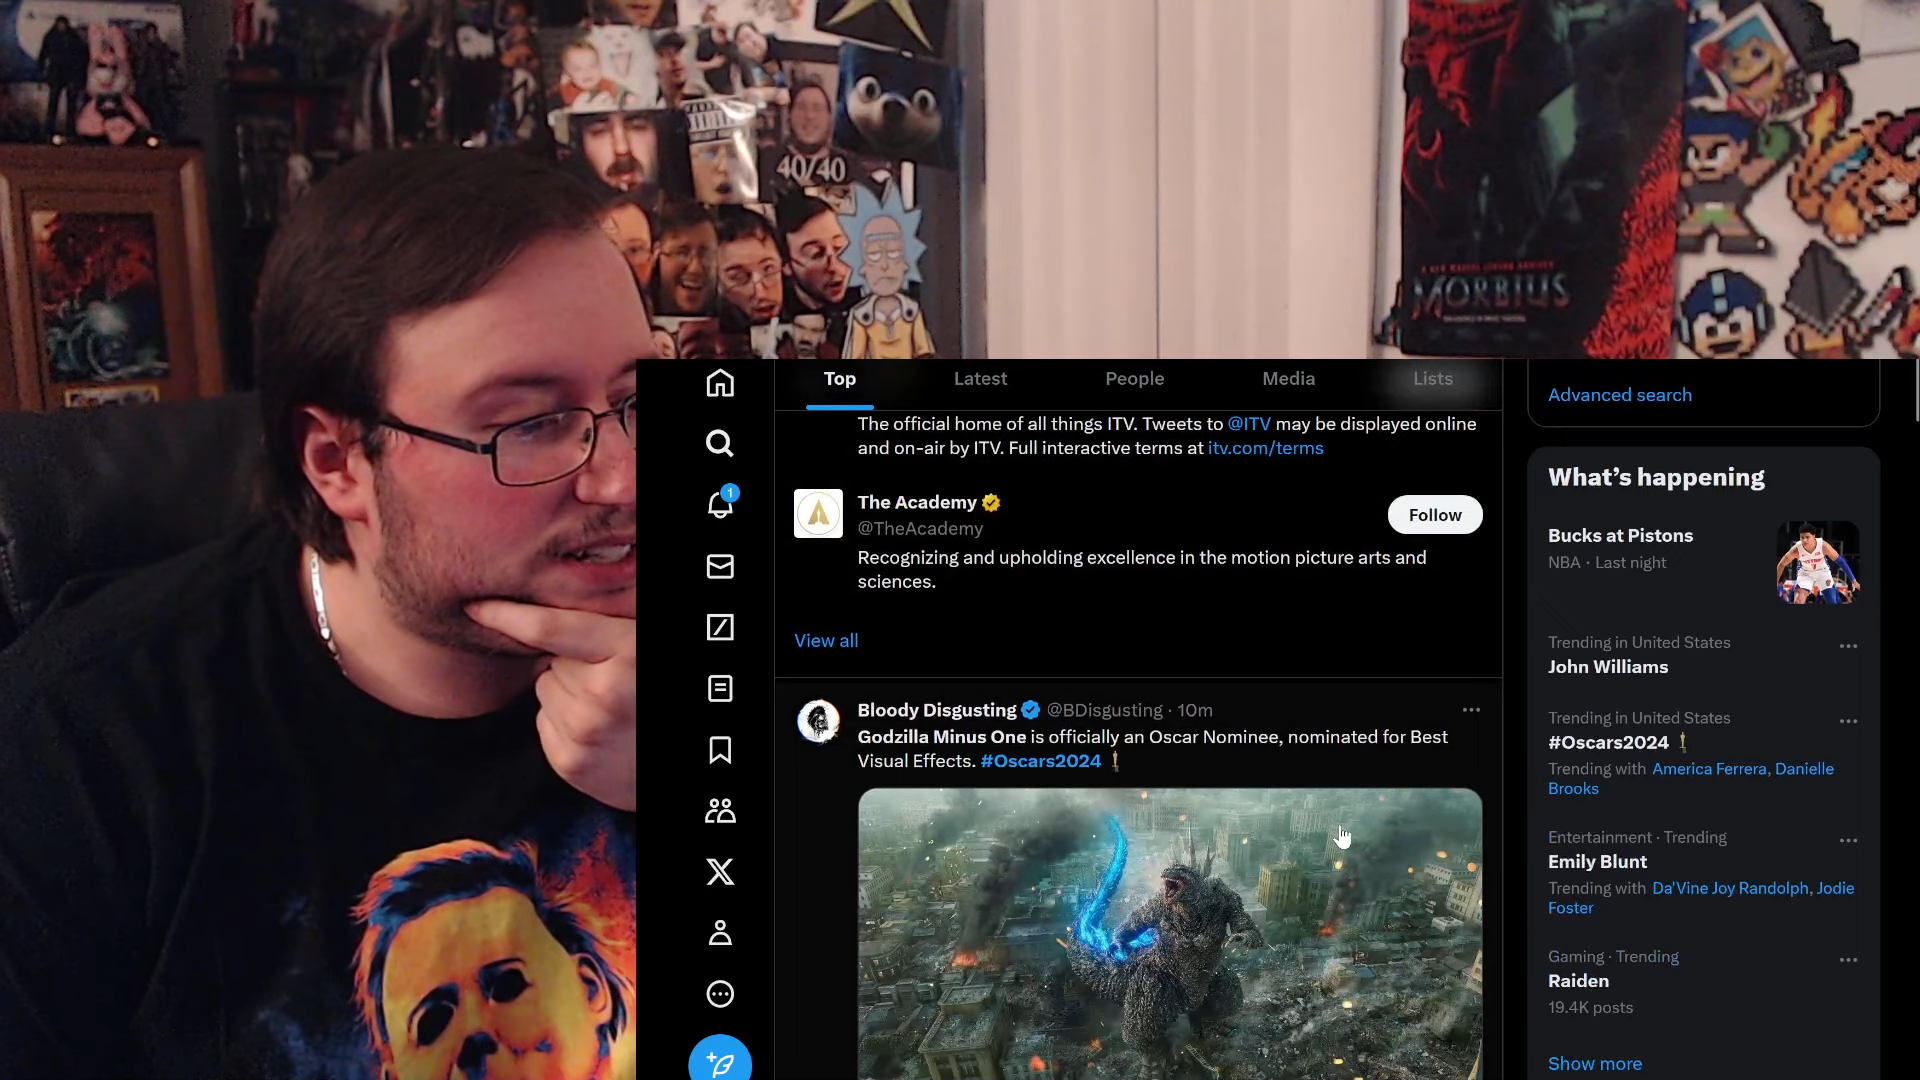 40/40
A NEW MARVEL LEGEND ARRIVES
MORBIUS
Top
Latest
People
Media
Lists
The official home of all things ITV. Tweets to @ITV may be displayed online
and on-air by ITV. Full interactive terms at itv.com/terms
The Academy
@TheAcademy
Follow
Recognizing and upholding excellence in the motion picture arts and
sciences.
View all
Bloody Disgusting @BDisgusting · 10m
Godzilla Minus One is officially an Oscar Nominee, nominated for Best
Visual Effects. #Oscars2024
1
Advanced search
What's happening
Bucks at Pistons
NBA · Last night
Trending in United States
John Williams
Trending in United States
#Oscars2024
Trending with America Ferrera, Danielle
Brooks
Entertainment · Trending
Emily Blunt
Trending with Da'Vine Joy Randolph, Jodie
Foster
Gaming · Trending
Raiden
19.4K posts
Show more